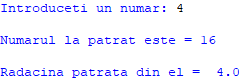 Introduceti un numar: 4
Numarul la patrat este = 16
Radacina patrata din el =  4.0